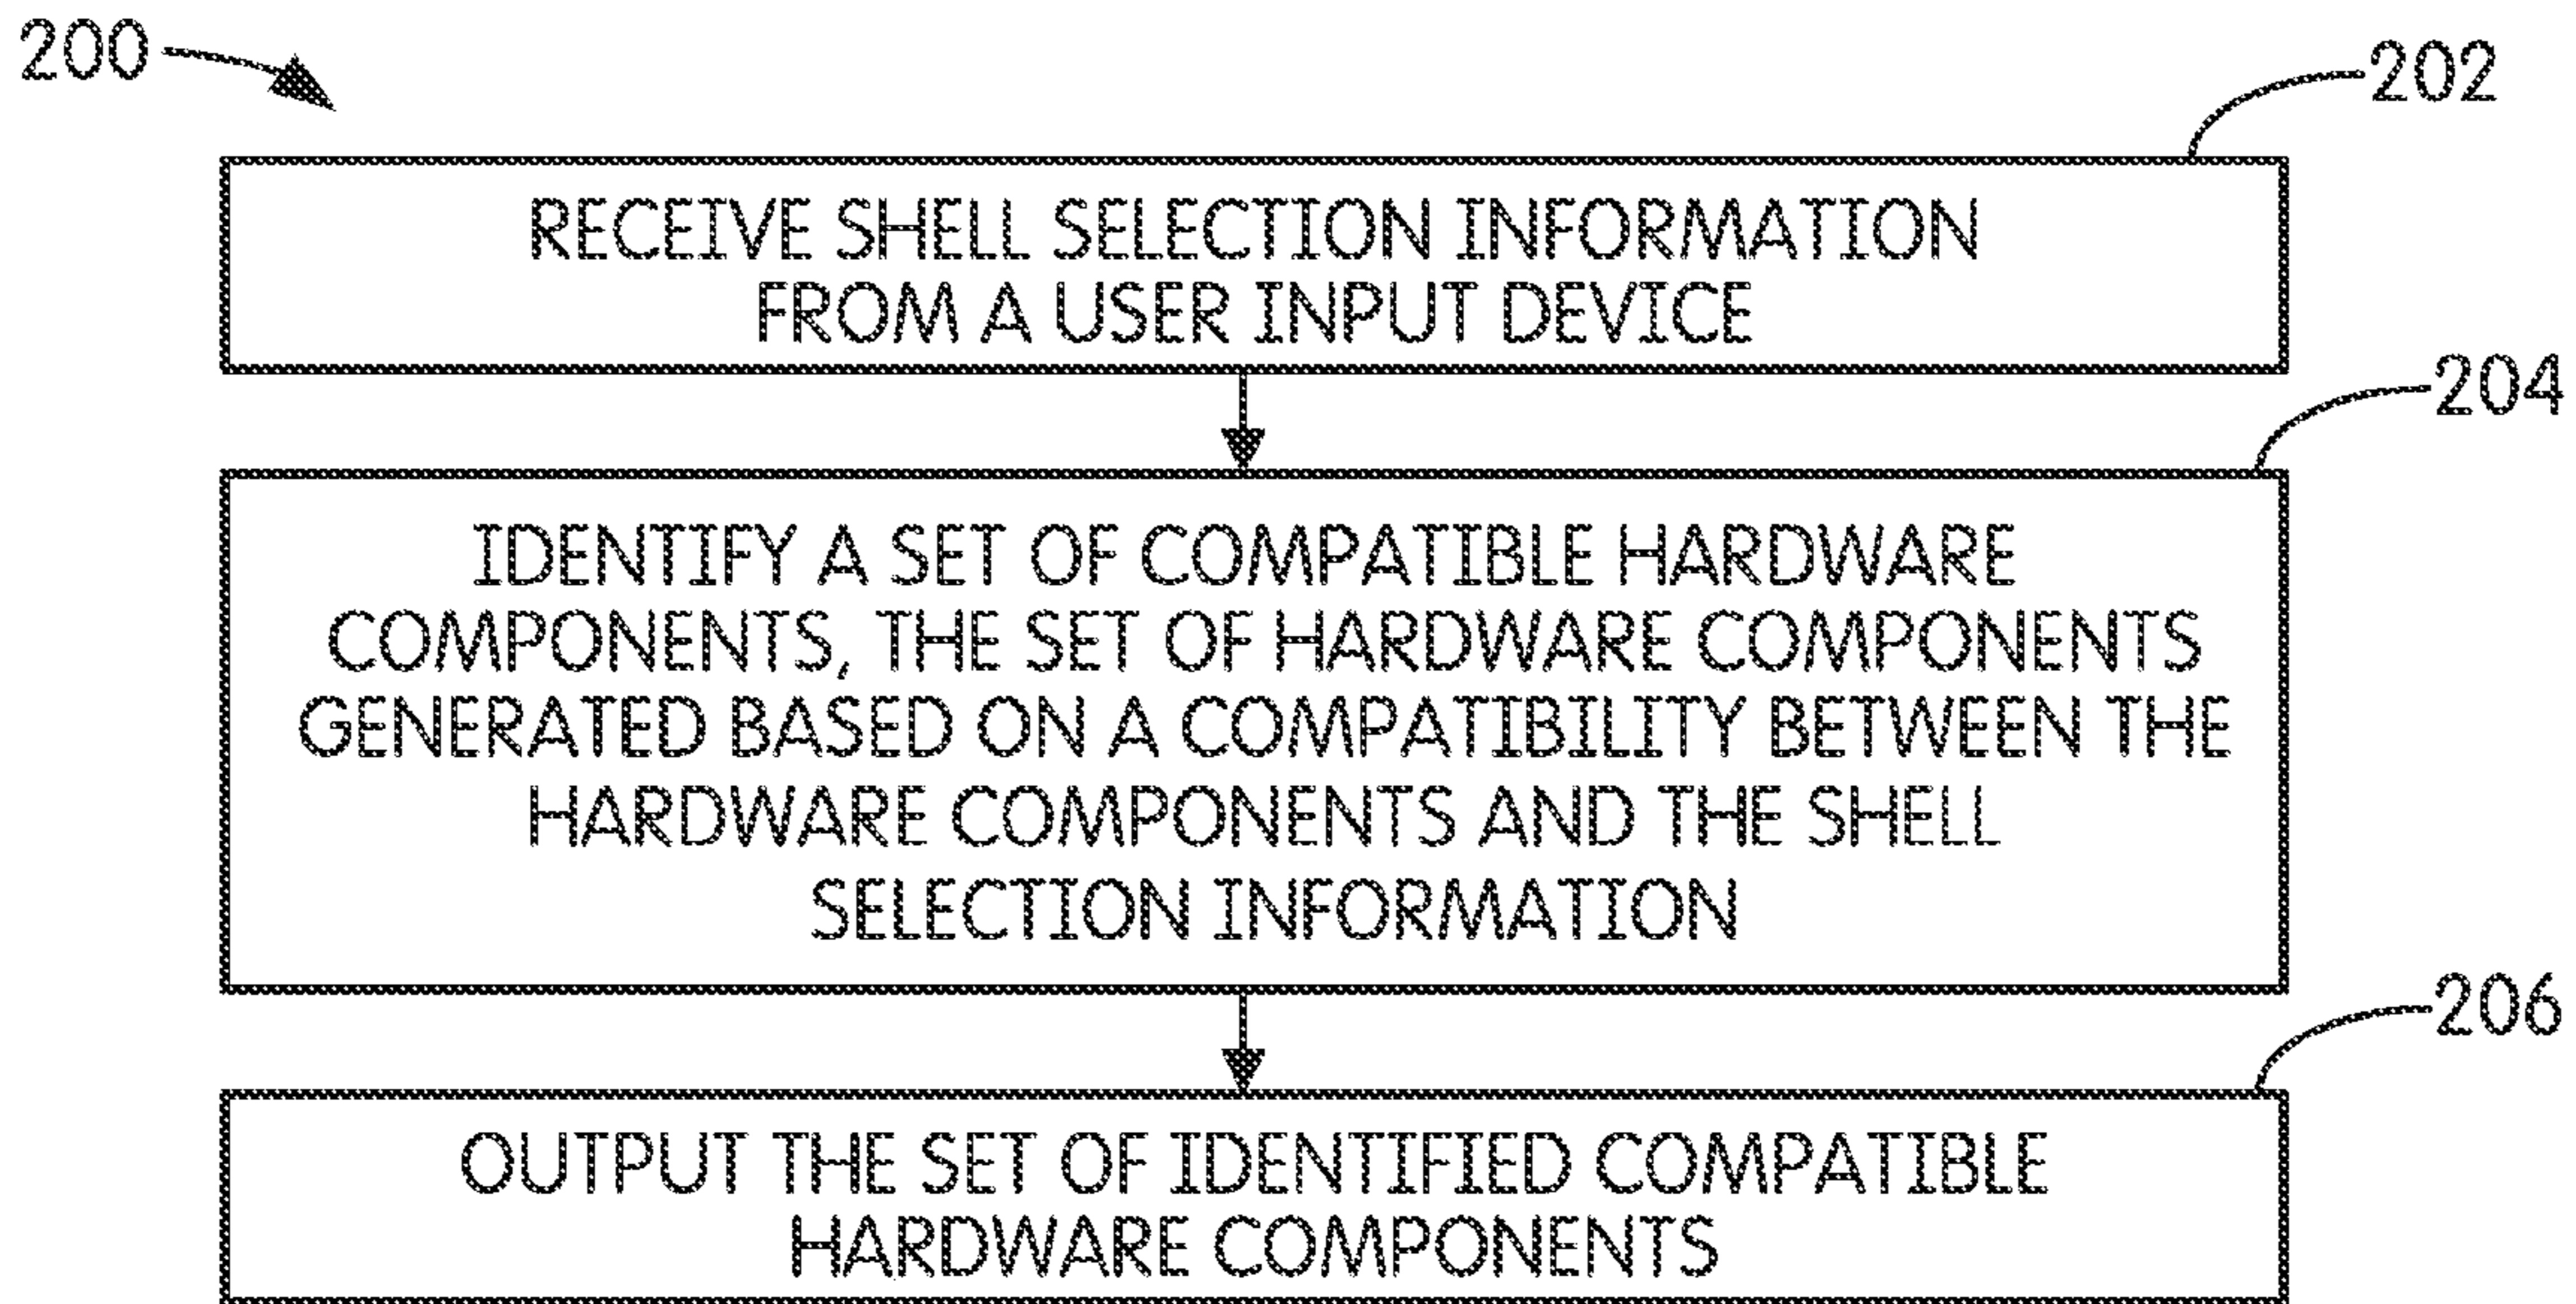 200
202
RECEIVE SHELL SELECTION INFORMATION
FROM A USER INPUT DEVICE
204
IDENTIFY A SET OF COMPATIBLE HARDWARE
COMPONENTS, THE SET OF HARDWARE COMPONENTS
GENERATED BASED ON A COMPATIBILITY BETWEEN THE
HARDWARE COMPONENTS AND THE SHELL
SELECTION INFORMATION
206
OUTPUT THE SET OF IDENTIFIED COMPATIBLE
HARDWARE COMPONENTS